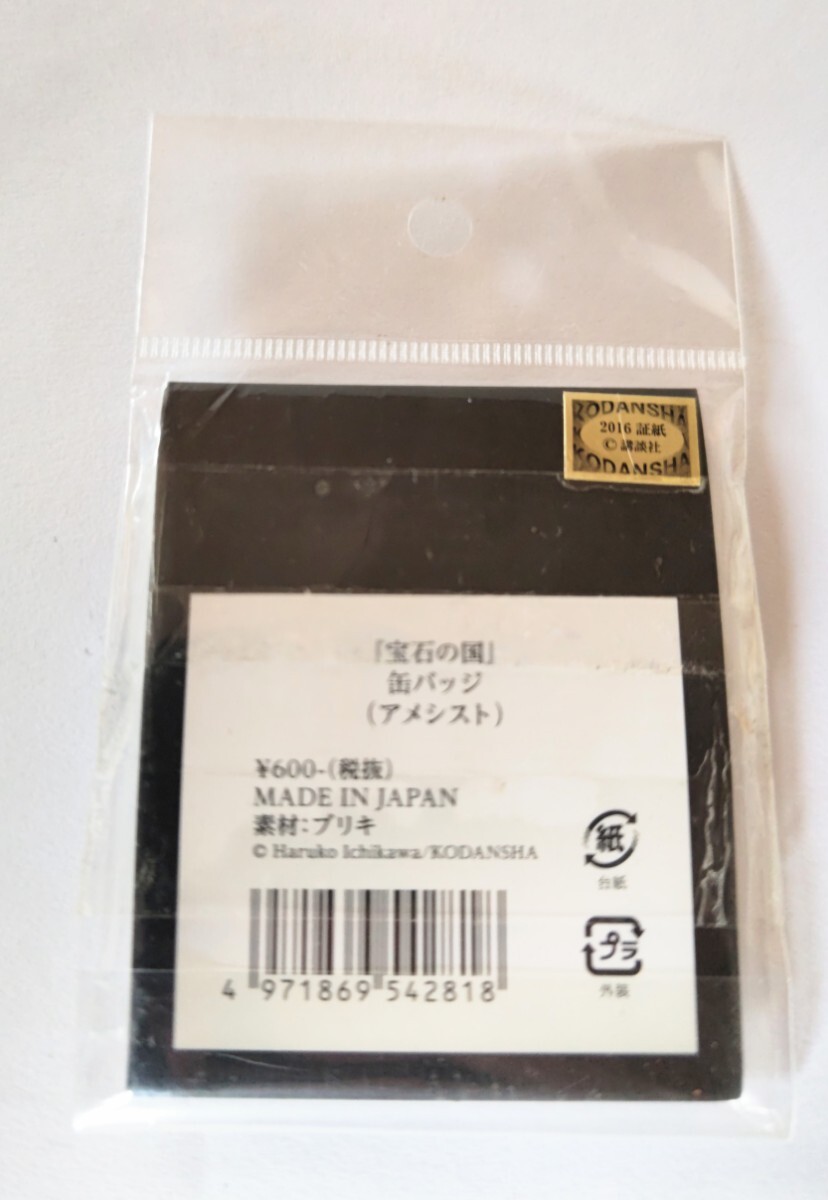 KODANSHA
2016 証紙
© 講談社
KODANSHA
「宝石の国」
缶バッジ
(アメシスト)
¥600-(税抜)
MADE IN JAPAN
素材:ブリキ
© Haruko Ichikawa/KODANSHA
紙
台紙
プラ
外装
4 971869 542818